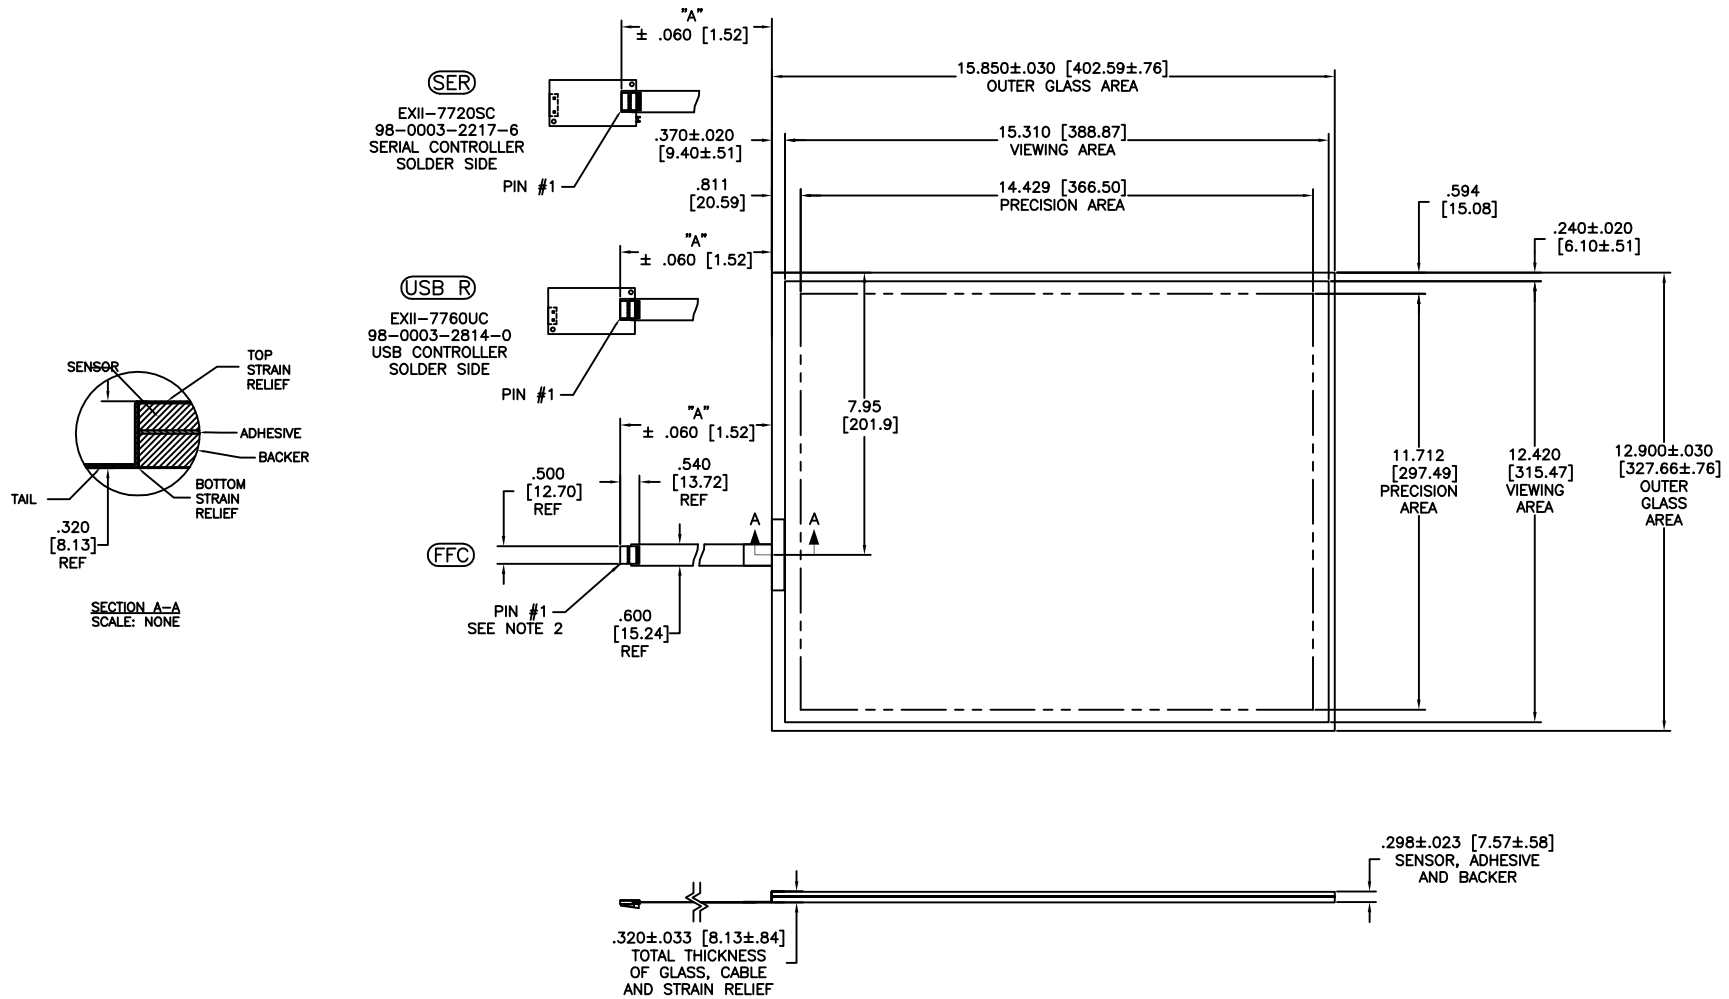 "A"
± .060 [1.52]
SER
EXII-7720SC
98-0003-2217-6
SERIAL CONTROLLER
SOLDER SIDE
PIN #1
15.850±.030 [402.59±.76]
OUTER GLASS AREA
.370±.020
[9.40±.51]
15.310 [388.87]
VIEWING AREA
.811
[20.59]
14.429 [366.50]
PRECISION AREA
.594
[15.08]
.240±.020
[6.10±.51]
"A"
± .060 [1.52]
USB R
EXII-7760UC
98-0003-2814-0
USB CONTROLLER
SOLDER SIDE
PIN #1
SENSOR
TOP
STRAIN
RELIEF
ADHESIVE
BACKER
TAIL
BOTTOM
STRAIN
RELIEF
.320
[8.13]
REF
SECTION A-A
SCALE: NONE
"A"
± .060 [1.52]
.500
[12.70]
REF
.540
[13.72]
REF
7.95
[201.9]
A
A
FFC
PIN #1
SEE NOTE 2
.600
[15.24]
REF
11.712
[297.49]
PRECISION
AREA
12.420
[315.47]
VIEWING
AREA
12.900±.030
[327.66±.76]
OUTER
GLASS
AREA
.298±.023 [7.57±.58]
SENSOR, ADHESIVE
AND BACKER
.320±.033 [8.13±.84]
TOTAL THICKNESS
OF GLASS, CABLE
AND STRAIN RELIEF